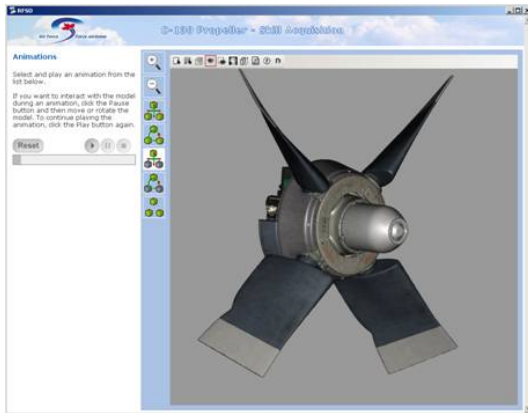 RPSD
C-130 Propeller - Skill Acquisition
Animations
Select and play an animation from the
list below.
If you want to interact with the model
during an animation, click the Pause
button and then move or rotate the
model. To continue playing the
animation, click the Play button again.
Reset